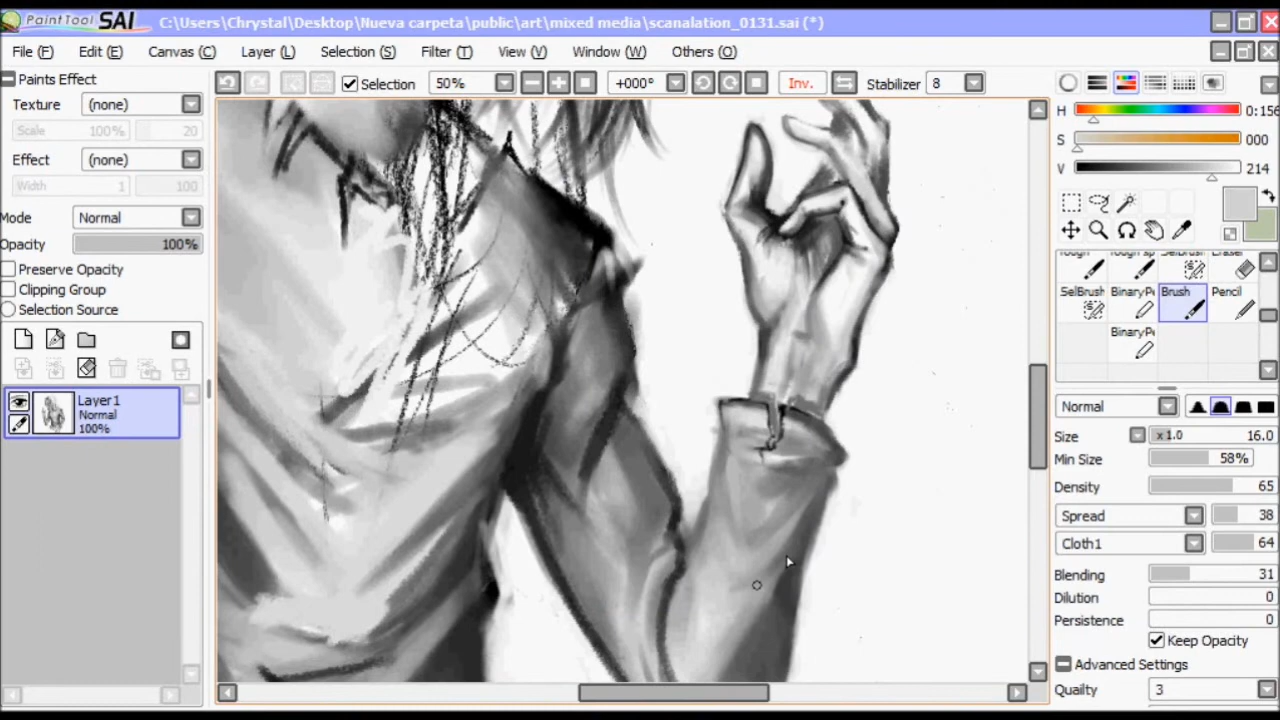 PaintTool SAI C:\Users\Chrystal\Desktop\Nueva carpeta\public\art\mixed media\scanalation_0131.sai (*)
File (F) Edit (E) Canvas (C) Layer (L) Selection (S) Filter (T) View (V) Window (W) Others (O)
Paints Effect
Selection 50% +000° Inv. Stabilizer 8
Texture (none)
Scale 100% 20
Effect (none)
Width 1 100
Mode Normal
Opacity 100%
Preserve Opacity
Clipping Group
Selection Source
Layer1
Normal
100%
H 0:156
S 000
V 214
SelBrush BinaryPe Brush Pencil
BinaryPe
Normal
Size x1.0 16.0
Min Size 58%
Density 65
Spread 38
Cloth1 64
Blending 31
Dilution 0
Persistence 0
Keep Opacity
Advanced Settings
Quailty 3